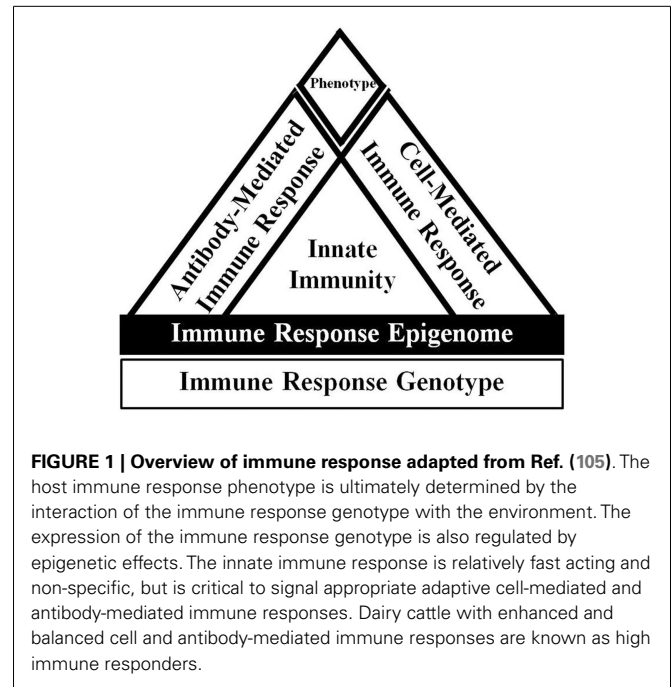 Phenotype
Antibody-Mediated
Immune Response
Cell-Mediated
Immune Response
Innate
Immunity
Immune Response Epigenome
Immune Response Genotype
FIGURE 1 | Overview of immune response adapted from Ref. (105). The
host immune response phenotype is ultimately determined by the
interaction of the immune response genotype with the environment. The
expression of the immune response genotype is also regulated by
epigenetic effects. The innate immune response is relatively fast acting and
non-specific, but is critical to signal appropriate adaptive cell-mediated and
antibody-mediated immune responses. Dairy cattle with enhanced and
balanced cell and antibody-mediated immune responses are known as high
immune responders.